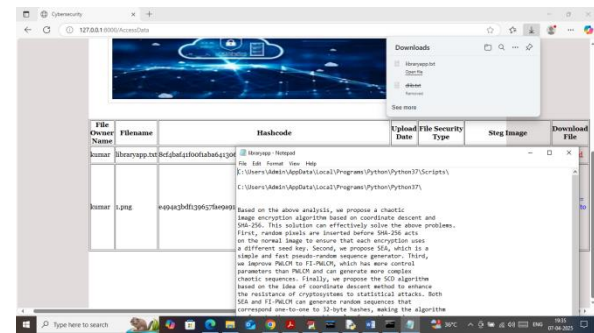 Cybersecurity
127.0.0.1:8000/AccessData
Downloads
libraryapp.txt
Open file
Removed
See more
File Owner Name
Filename
Hashcode
Upload Date
File Security Type
Steg Image
Download File
kumar
libraryapp.txt
kumar
1.png
libraryapp - Notepad
File Edit Format View Help
C:\Users\Admin\AppData\Local\Programs\Python\Python37\Scripts\
C:\Users\Admin\AppData\Local\Programs\Python\Python37\
Based on the above analysis, we propose a chaotic
image encryption algorithm based on coordinate descent and
SHA-256. This solution can effectively solve the above problems.
First, random pixels are inserted before SHA-256 acts
on the normal image to ensure that each encryption uses
a different seed key. Second, we propose SEA, which is a
simple and fast pseudo-random sequence generator. Third,
we improve PWLCM to FI-PWLCM, which has more control
parameters than PWLCM and can generate more complex
chaotic sequences. Finally, we propose the SCD algorithm
based on the idea of coordinate descent method to enhance
the resistance of cryptosystems to statistical attacks. Both
SEA and FI-PWLCM can generate random sequences that
correspond one-to-one to 32-byte hashes, making the algorithm
Type here to search
36°C
ENG
1935
07-04-2025